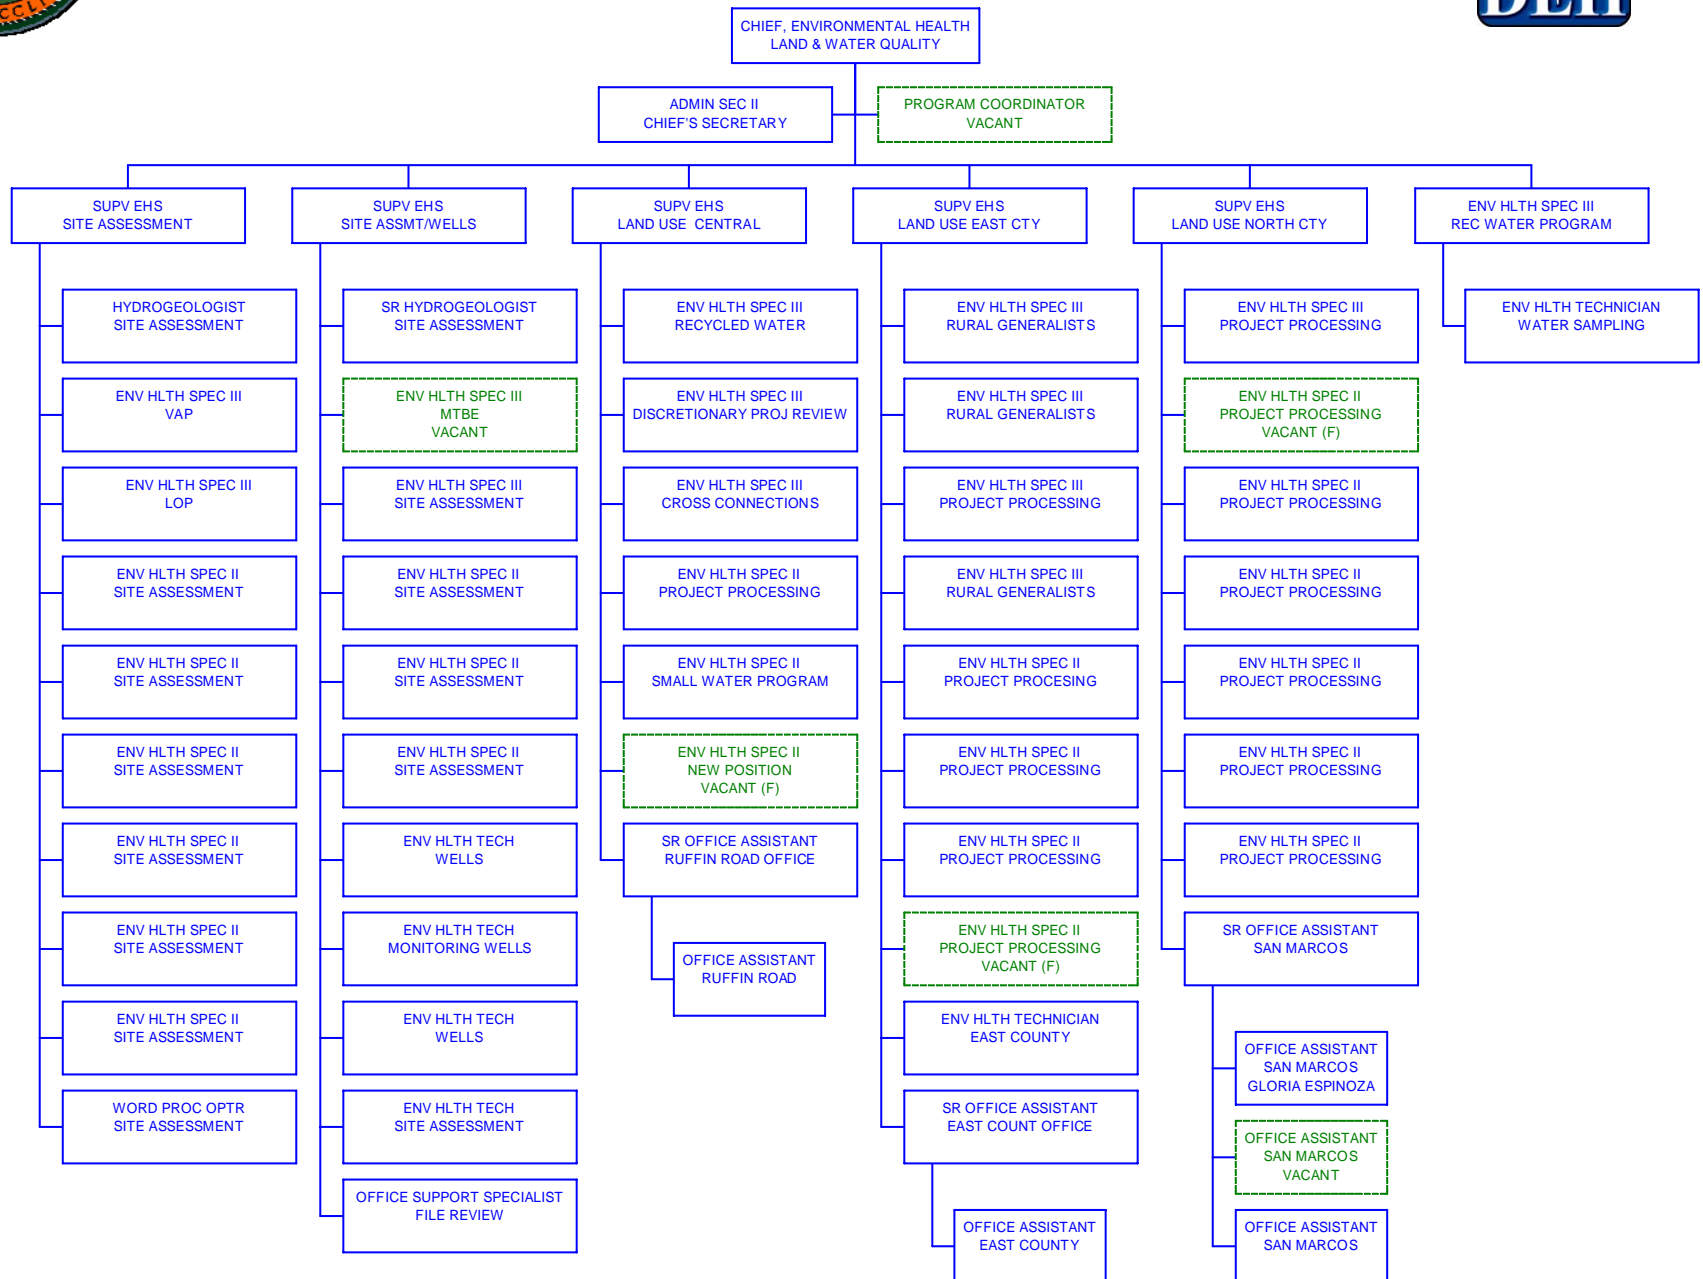 CCLI
DEH
CHIEF, ENVIRONMENTAL HEALTH
LAND & WATER QUALITY
ADMIN SEC II
CHIEF'S SECRETARY
PROGRAM COORDINATOR
VACANT
SUPV EHS
SITE ASSESSMENT
SUPV EHS
SITE ASSMT/WELLS
SUPV EHS
LAND USE CENTRAL
SUPV EHS
LAND USE EAST CTY
SUPV EHS
LAND USE NORTH CTY
ENV HLTH SPEC III
REC WATER PROGRAM
HYDROGEOLOGIST
SITE ASSESSMENT
ENV HLTH SPEC III
VAP
ENV HLTH SPEC III
LOP
ENV HLTH SPEC II
SITE ASSESSMENT
ENV HLTH SPEC II
SITE ASSESSMENT
ENV HLTH SPEC II
SITE ASSESSMENT
ENV HLTH SPEC II
SITE ASSESSMENT
ENV HLTH SPEC II
SITE ASSESSMENT
ENV HLTH SPEC II
SITE ASSESSMENT
WORD PROC OPTR
SITE ASSESSMENT
SR HYDROGEOLOGIST
SITE ASSESSMENT
ENV HLTH SPEC III
MTBE
VACANT
ENV HLTH SPEC III
SITE ASSESSMENT
ENV HLTH SPEC II
SITE ASSESSMENT
ENV HLTH SPEC II
SITE ASSESSMENT
ENV HLTH SPEC II
SITE ASSESSMENT
ENV HLTH TECH
WELLS
ENV HLTH TECH
MONITORING WELLS
ENV HLTH TECH
WELLS
ENV HLTH TECH
SITE ASSESSMENT
OFFICE SUPPORT SPECIALIST
FILE REVIEW
ENV HLTH SPEC III
RECYCLED WATER
ENV HLTH SPEC III
DISCRETIONARY PROJ REVIEW
ENV HLTH SPEC III
CROSS CONNECTIONS
ENV HLTH SPEC II
PROJECT PROCESSING
ENV HLTH SPEC II
SMALL WATER PROGRAM
ENV HLTH SPEC II
NEW POSITION
VACANT (F)
SR OFFICE ASSISTANT
RUFFIN ROAD OFFICE
OFFICE ASSISTANT
RUFFIN ROAD
ENV HLTH SPEC III
RURAL GENERALISTS
ENV HLTH SPEC III
RURAL GENERALISTS
ENV HLTH SPEC III
PROJECT PROCESSING
ENV HLTH SPEC III
RURAL GENERALISTS
ENV HLTH SPEC II
PROJECT PROCESING
ENV HLTH SPEC II
PROJECT PROCESSING
ENV HLTH SPEC II
PROJECT PROCESSING
ENV HLTH SPEC II
PROJECT PROCESSING
VACANT (F)
ENV HLTH TECHNICIAN
EAST COUNTY
SR OFFICE ASSISTANT
EAST COUNT OFFICE
OFFICE ASSISTANT
EAST COUNTY
ENV HLTH SPEC III
PROJECT PROCESSING
ENV HLTH SPEC II
PROJECT PROCESSING
VACANT (F)
ENV HLTH SPEC II
PROJECT PROCESSING
ENV HLTH SPEC II
PROJECT PROCESSING
ENV HLTH SPEC II
PROJECT PROCESSING
ENV HLTH SPEC II
PROJECT PROCESSING
ENV HLTH SPEC II
PROJECT PROCESSING
SR OFFICE ASSISTANT
SAN MARCOS
OFFICE ASSISTANT
SAN MARCOS
GLORIA ESPINOZA
OFFICE ASSISTANT
SAN MARCOS
VACANT
OFFICE ASSISTANT
SAN MARCOS
ENV HLTH TECHNICIAN
WATER SAMPLING